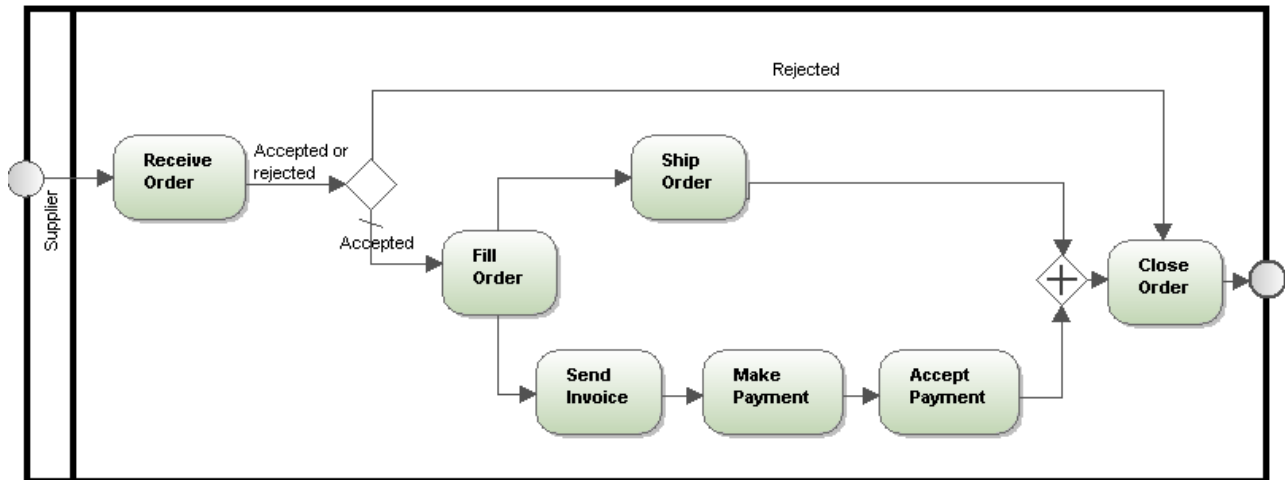 Supplier
Receive
Order
Accepted or
rejected
Rejected
Accepted
Fill
Order
Ship
Order
Send
Invoice
Make
Payment
Accept
Payment
Close
Order